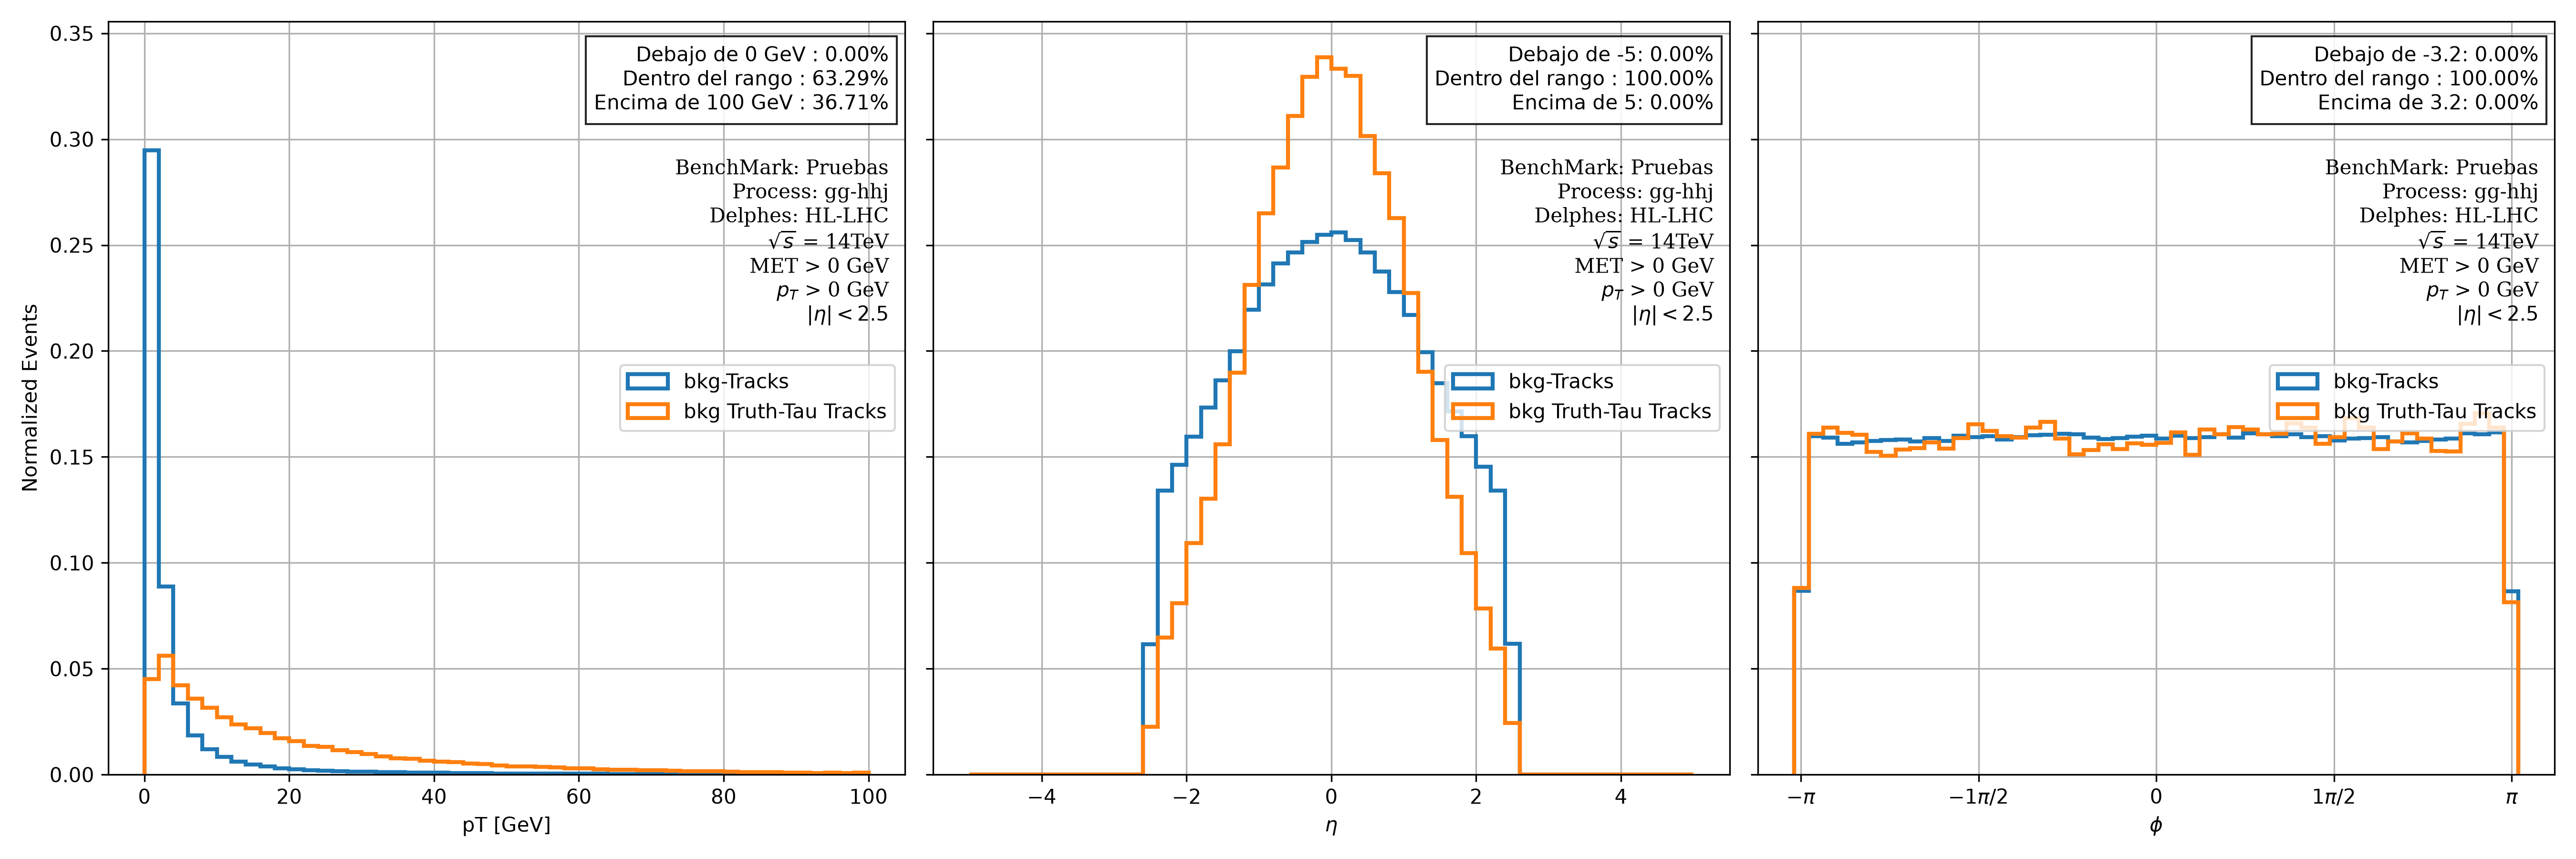 Normalized Events
0.35
0.30
0.25
0.20
0.15
0.10
0.05
0.00
Debajo de 0 GeV : 0.00%
Dentro del rango : 63.29%
Encima de 100 GeV : 36.71%
BenchMark: Pruebas
Process: gg-hhj
Delphes: HL-LHC
√s = 14TeV
MET > 0 GeV
pT > 0 GeV
|η| < 2.5
bkg-Tracks
bkg Truth-Tau Tracks
0 20 40 60 80 100
pT [GeV]
Debajo de -5: 0.00%
Dentro del rango : 100.00%
Encima de 5: 0.00%
BenchMark: Pruebas
Process: gg-hhj
Delphes: HL-LHC
√s = 14TeV
MET > 0 GeV
pT > 0 GeV
|η| < 2.5
bkg-Tracks
bkg Truth-Tau Tracks
−4 −2 0 2 4
η
Debajo de -3.2: 0.00%
Dentro del rango : 100.00%
Encima de 3.2: 0.00%
BenchMark: Pruebas
Process: gg-hhj
Delphes: HL-LHC
√s = 14TeV
MET > 0 GeV
pT > 0 GeV
|η| < 2.5
bkg-Tracks
bkg Truth-Tau Tracks
−π −1π/2 0 1π/2 π
ϕ